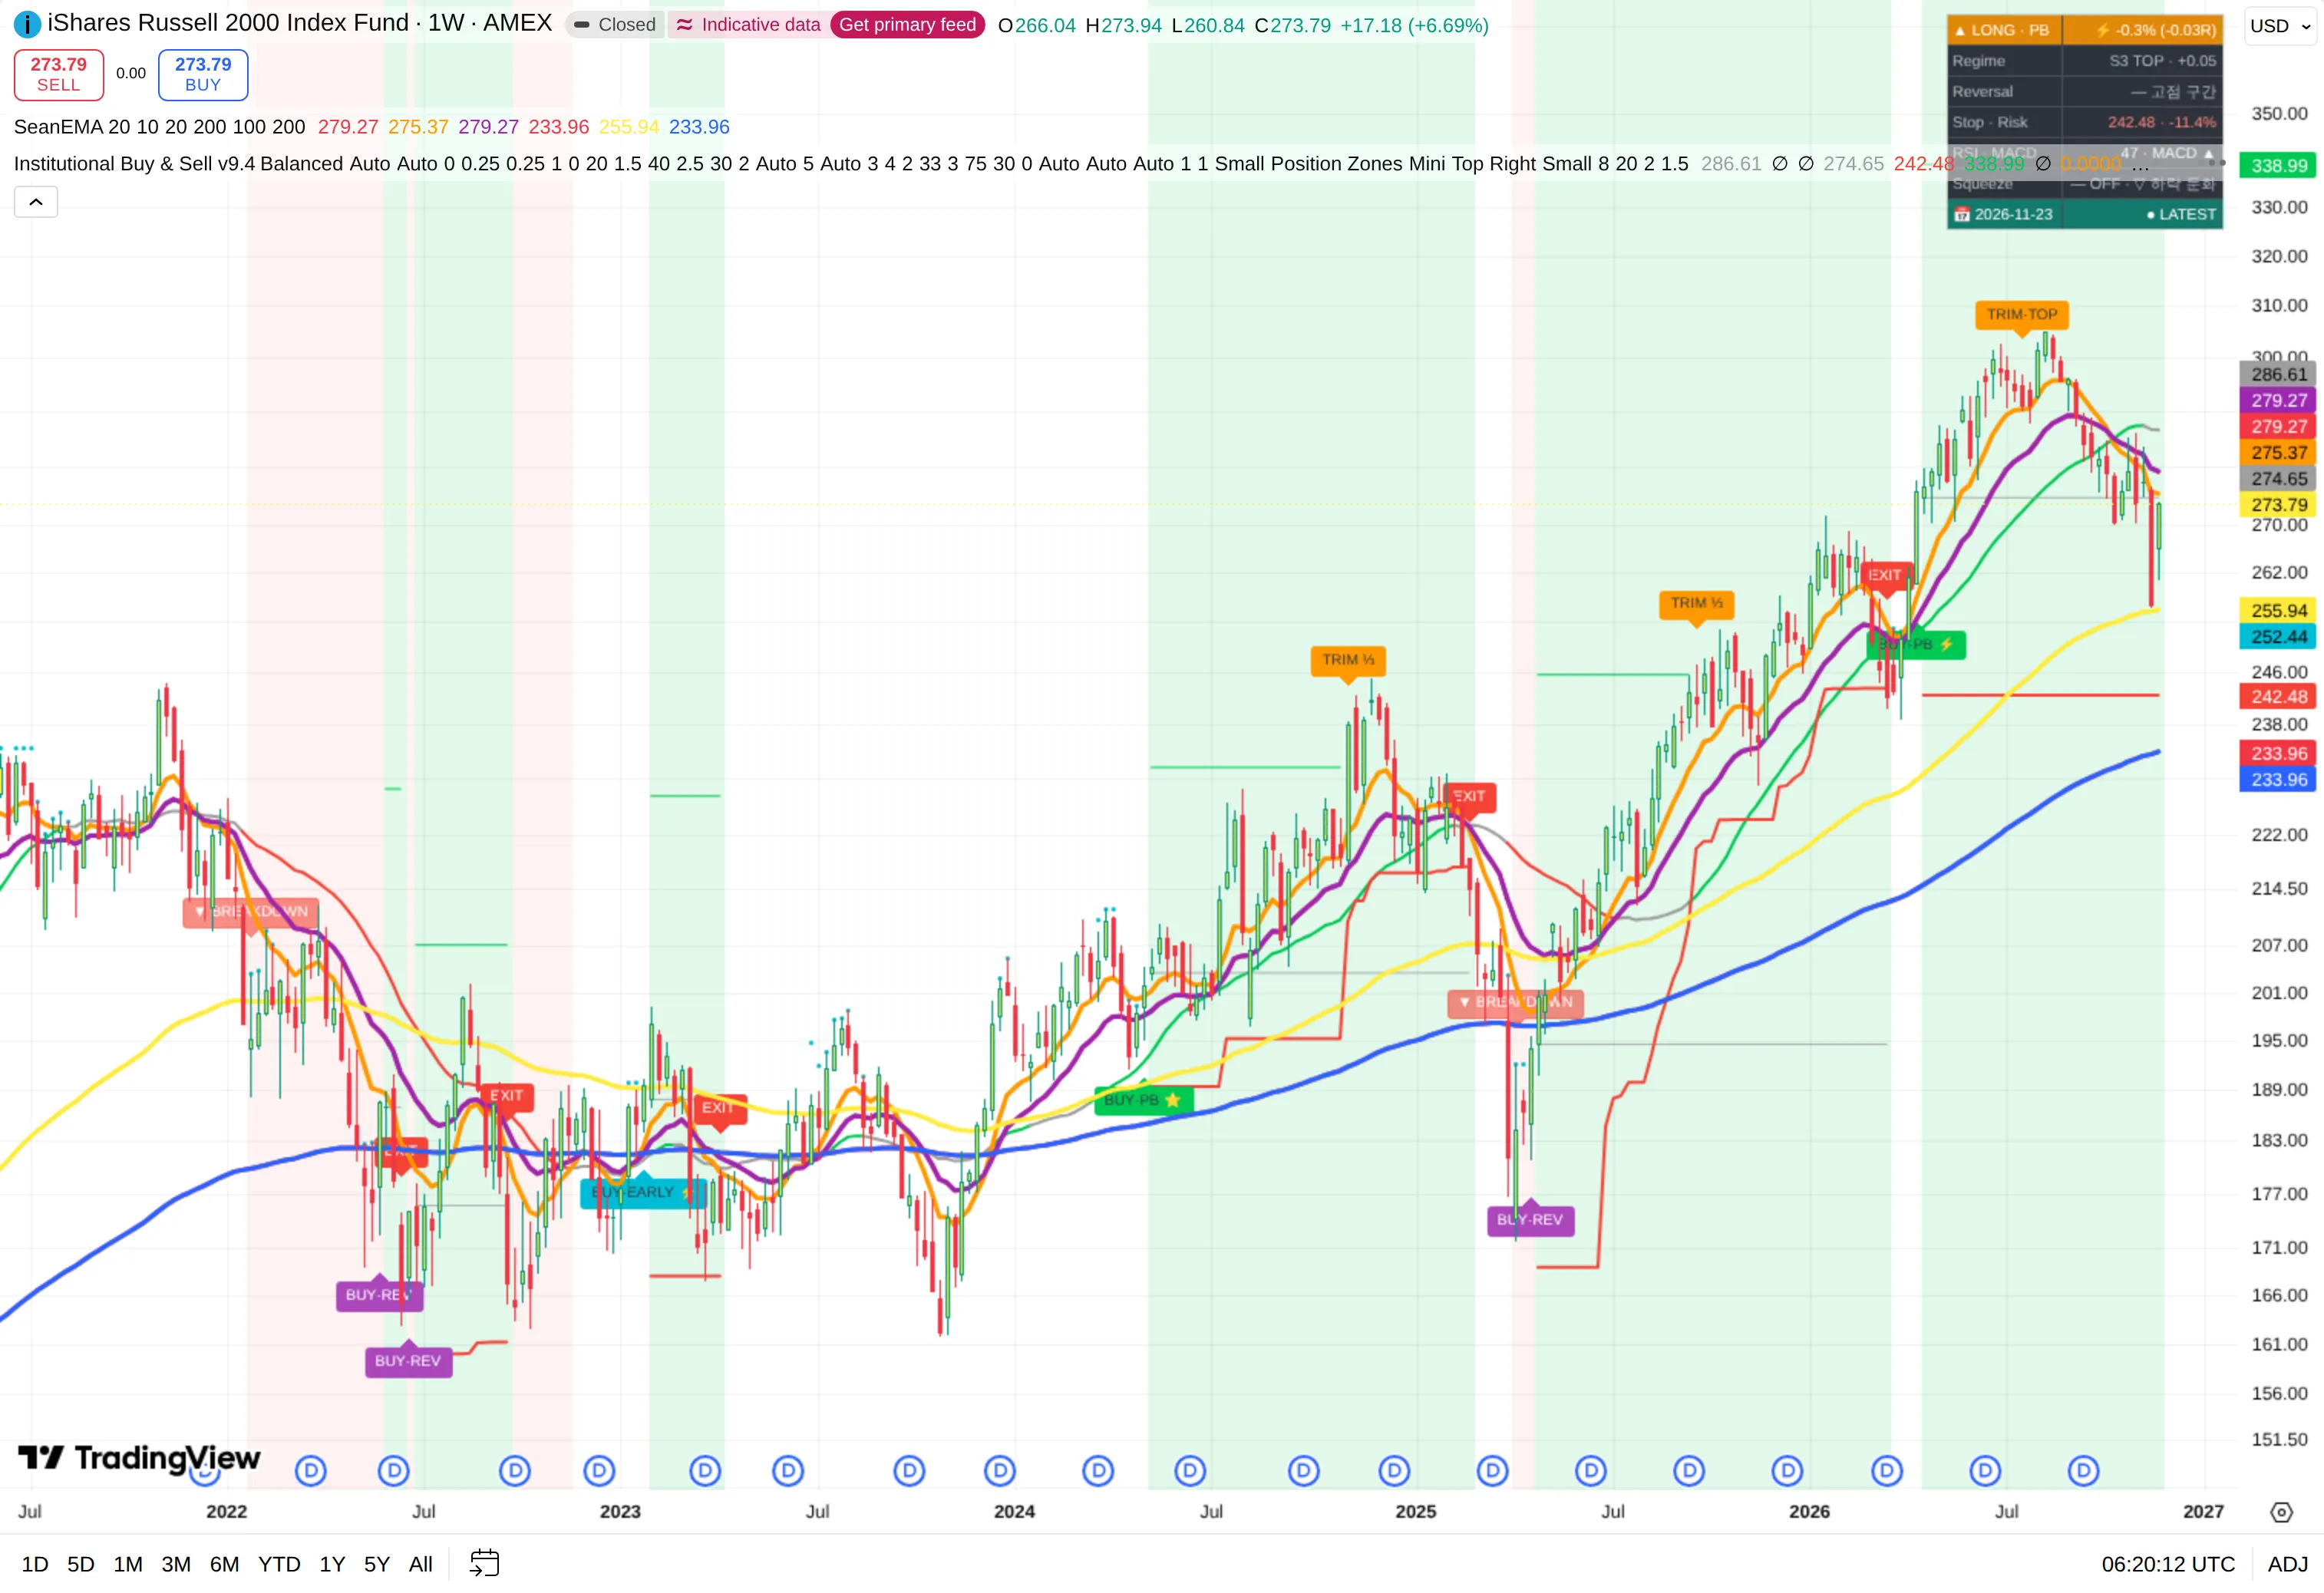 iShares Russell 2000 Index Fund · 1W · AMEX Closed Indicative data Get primary feed O266.04 H273.94 L260.84 C273.79 +17.18 (+6.69%)
273.79 SELL
0.00
273.79 BUY
SeanEMA 20 10 20 200 100 200 279.27 275.37 279.27 233.96 255.94 233.96
Institutional Buy & Sell v9.4 Balanced Auto Auto 0 0.25 0.25 1 0 20 1.5 40 2.5 30 2 Auto 5 Auto 3 4 2 33 3 75 30 0 Auto Auto Auto 1 1 Small Position Zones Mini Top Right Small 8 20 2 1.5 286.61 ∅ ∅ 274.65 242.48 338.99 ∅ 0.0000 ...
▲ LONG · PB ⚡ -0.3% (-0.03R)
Regime S3 TOP · +0.05
Reversal — 고점 구간
Stop · Risk 242.48 · -11.4%
RSI · MACD 47 · MACD ▲
Squeeze — OFF · ▽ 하락 둔화
📅 2026-11-23 ● LATEST
USD
350.00
338.99
330.00
320.00
310.00
300.00
286.61
279.27
279.27
275.37
274.65
273.79
270.00
262.00
255.94
252.44
246.00
242.48
238.00
233.96
233.96
222.00
214.50
207.00
201.00
195.00
189.00
183.00
177.00
171.00
166.00
161.00
156.00
151.50
TRIM-TOP
EXIT
TRIM ⅓
BUY-PB ⚡
TRIM ⅓
EXIT
▼ BREAKDOWN
▼ BREAKDOWN
EXIT
BUY-PB ⭐
EXIT
EXIT
BUY-EARLY ⚡
BUY-REV
BUY-REV
BUY-REV
TradingView
D D D D D D D D D D D D D D D D D D D D
Jul 2022 Jul 2023 Jul 2024 Jul 2025 Jul 2026 Jul 2027
1D 5D 1M 3M 6M YTD 1Y 5Y All
06:20:12 UTC ADJ